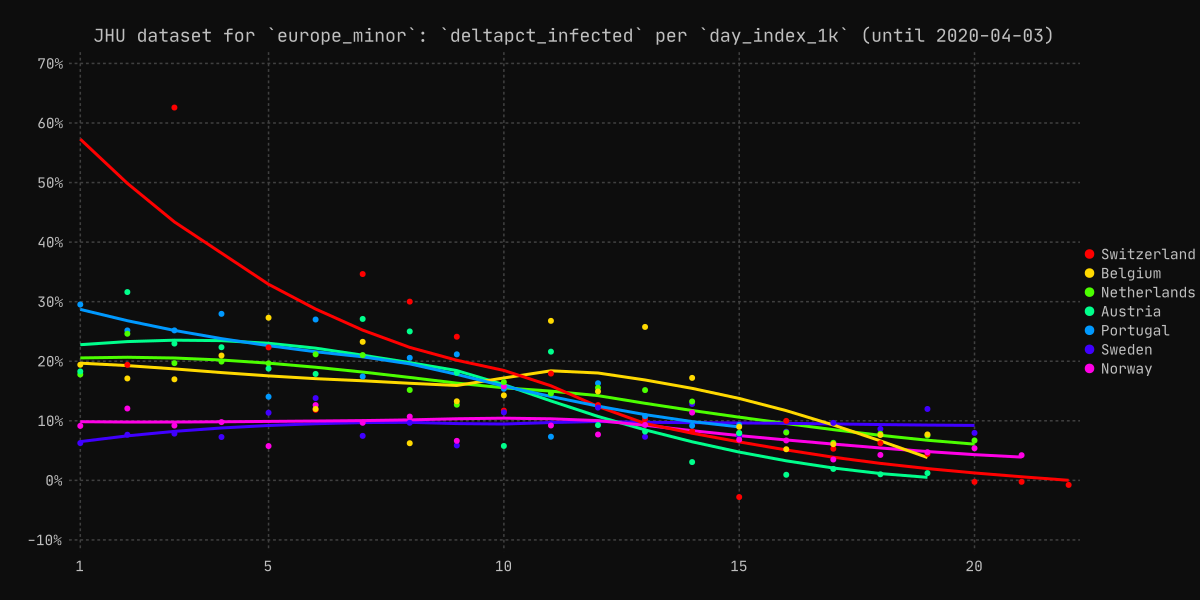 JHU dataset for `europe_minor`: `deltapct_infected` per `day_index_1k` (until 2020-04-03)
70%
60%
50%
40%
30%
20%
10%
0%
-10%
1 5 10 15 20
Switzerland
Belgium
Netherlands
Austria
Portugal
Sweden
Norway